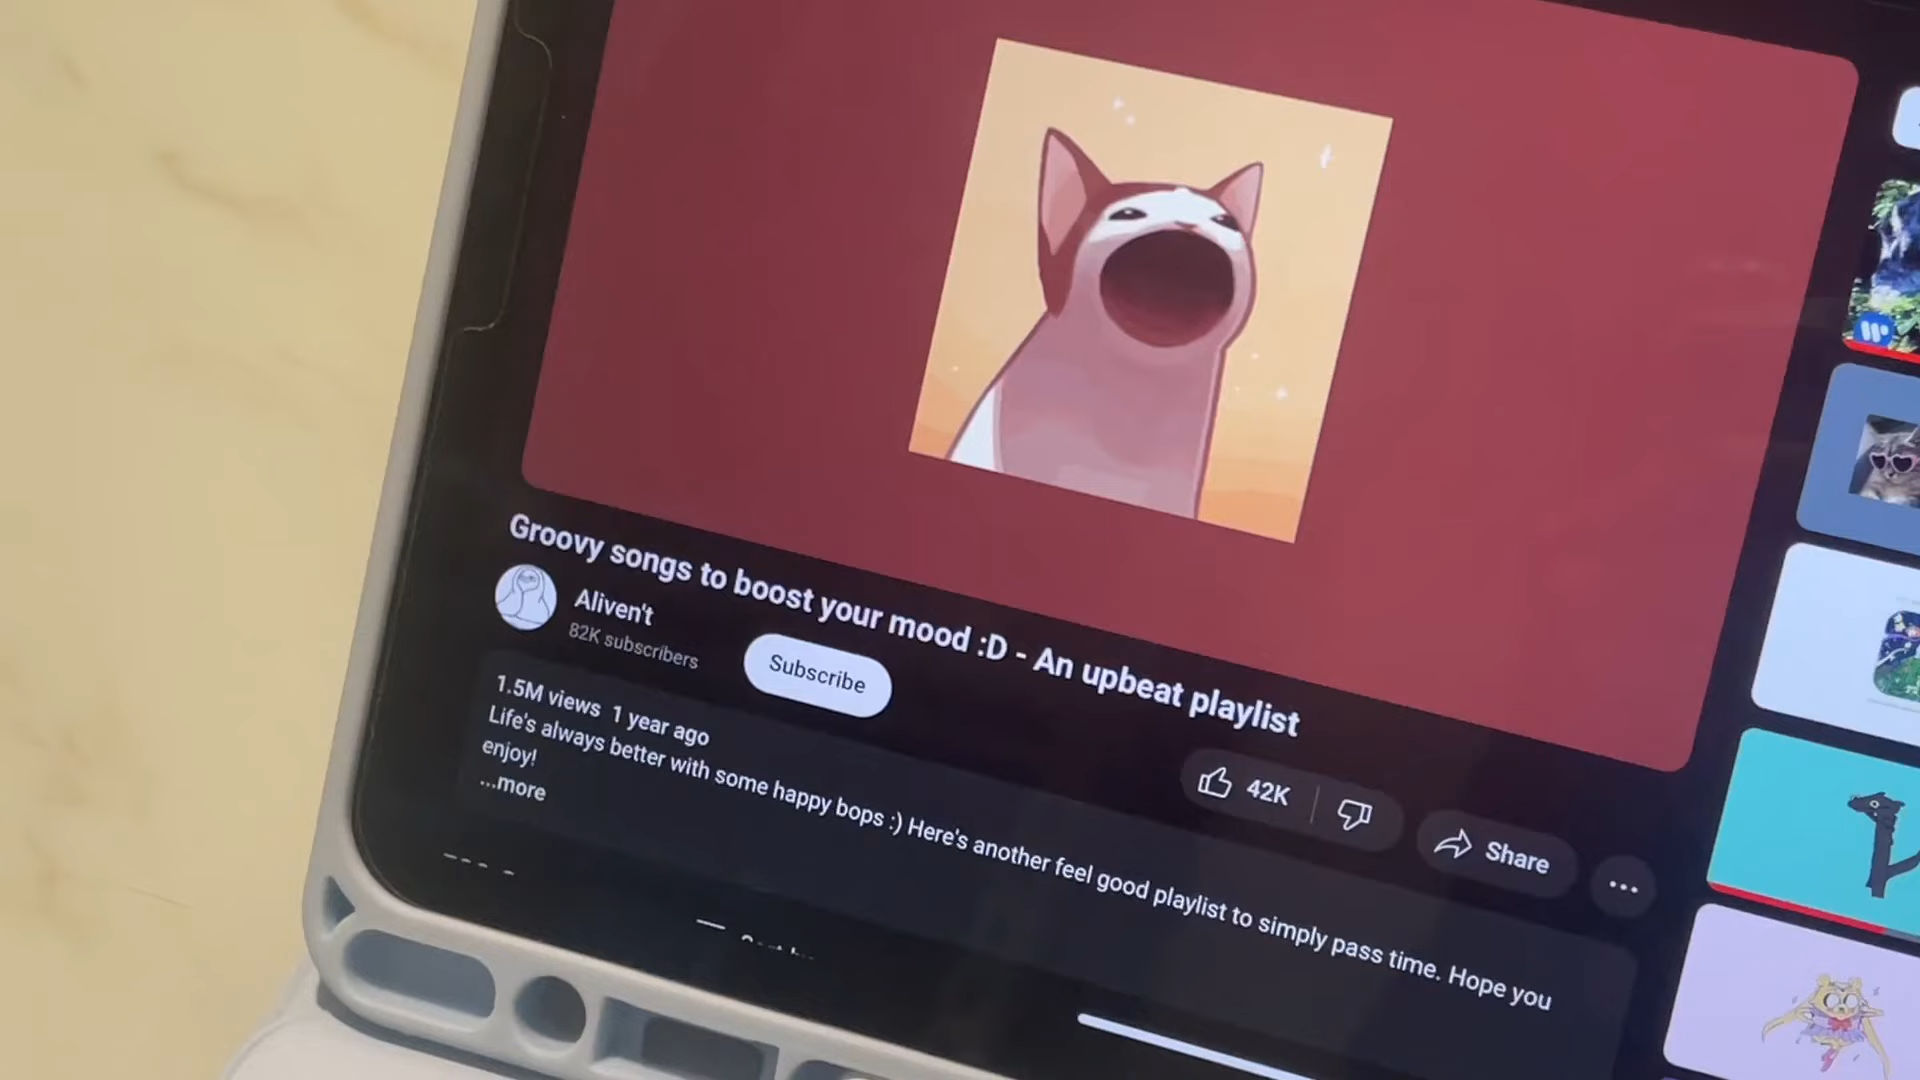 Groovy songs to boost your mood :D - An upbeat playlist
Aliven't
82K subscribers
Subscribe
42K
Share
1.5M views 1 year ago
Life's always better with some happy bops :) Here's another feel good playlist to simply pass time. Hope you
enjoy!
...more